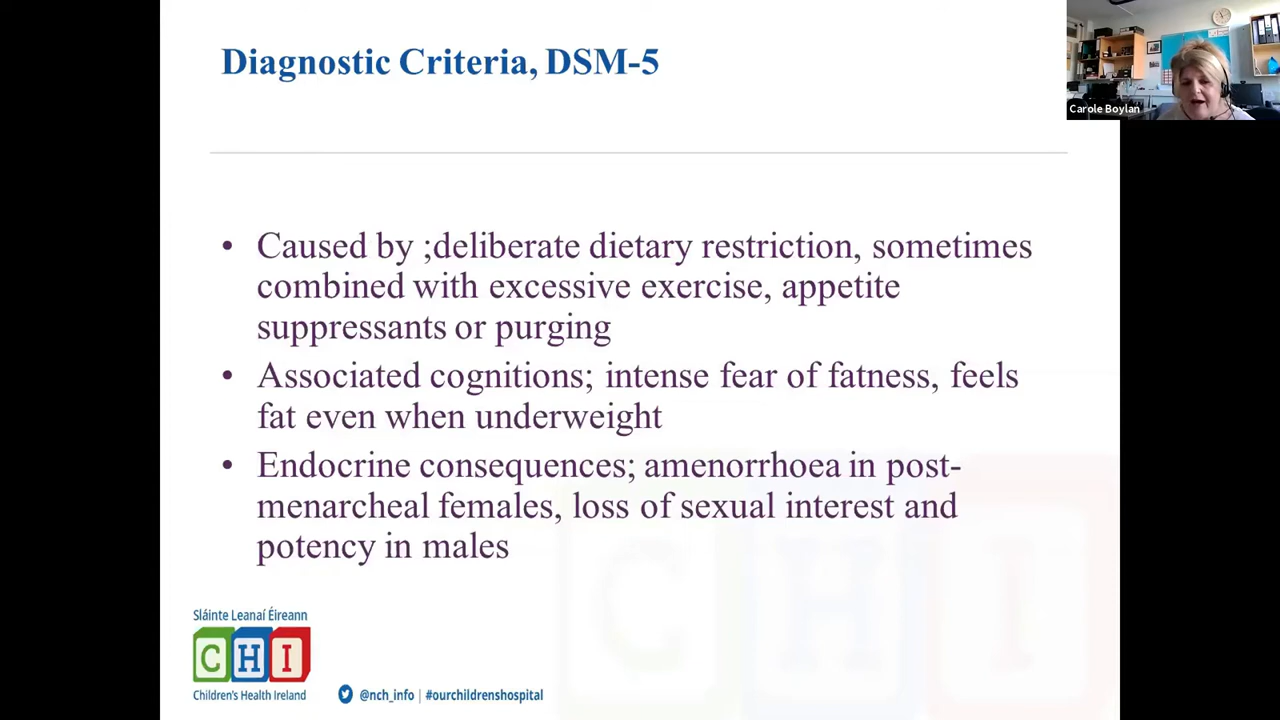 Diagnostic Criteria, DSM-5
Carole Boylan
• Caused by ;deliberate dietary restriction, sometimes
combined with excessive exercise, appetite
suppressants or purging
• Associated cognitions; intense fear of fatness, feels
fat even when underweight
• Endocrine consequences; amenorrhoea in post-
menarcheal females, loss of sexual interest and
potency in males
Sláinte Leanaí Éireann
CHI
Children's Health Ireland
@nch_info | #ourchildrenshospital
CHI